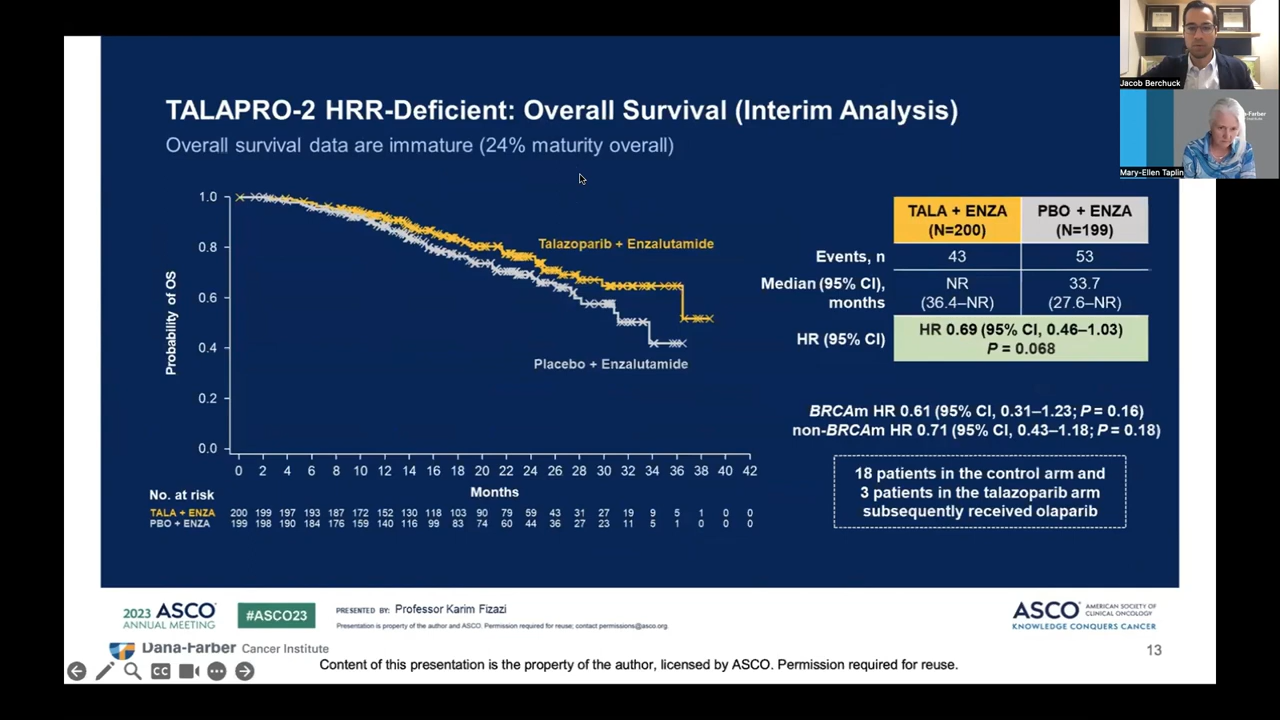 Jacob Berchuck
Mary-Ellen Taplin
TALAPRO-2 HRR-Deficient: Overall Survival (Interim Analysis)
Overall survival data are immature (24% maturity overall)
Probability of OS
1.0
0.8
0.6
0.4
0.2
0.0
Talazoparib + Enzalutamide
Placebo + Enzalutamide
0 2 4 6 8 10 12 14 16 18 20 22 24 26 28 30 32 34 36 38 40 42
Months
No. at risk
TALA + ENZA 200 199 197 193 187 172 152 130 118 103 90 79 59 43 31 27 19 9 5 1 0 0
PBO + ENZA 199 198 190 184 176 159 140 116 99 83 74 60 44 36 27 23 11 5 1 0 0 0
TALA + ENZA PBO + ENZA
(N=200) (N=199)
Events, n 43 53
Median (95% CI), NR 33.7
months (36.4–NR) (27.6–NR)
HR (95% CI) HR 0.69 (95% CI, 0.46–1.03)
P = 0.068
BRCAm HR 0.61 (95% CI, 0.31–1.23; P = 0.16)
non-BRCAm HR 0.71 (95% CI, 0.43–1.18; P = 0.18)
18 patients in the control arm and
3 patients in the talazoparib arm
subsequently received olaparib
2023 ASCO
ANNUAL MEETING
#ASCO23
PRESENTED BY: Professor Karim Fizazi
Presentation is property of the author and ASCO. Permission required for reuse; contact permissions@asco.org.
ASCO AMERICAN SOCIETY OF
CLINICAL ONCOLOGY
KNOWLEDGE CONQUERS CANCER
Dana-Farber Cancer Institute
13
CC
Content of this presentation is the property of the author, licensed by ASCO. Permission required for reuse.